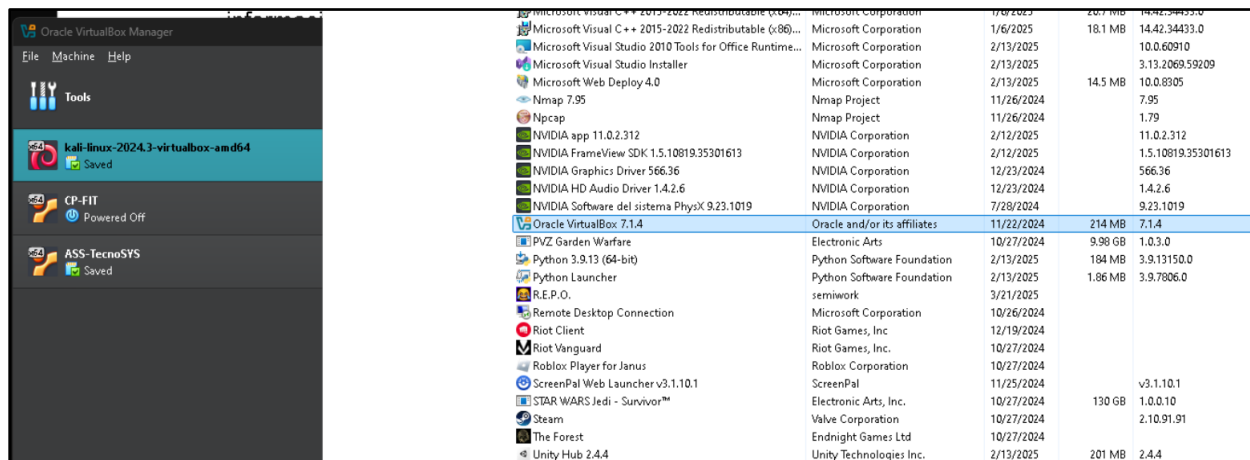 Oracle VirtualBox Manager
File Machine Help
Tools
kali-linux-2024.3-virtualbox-amd64
Saved
CP-FIT
Powered Off
ASS-TecnoSYS
Saved
Microsoft Visual C++ 2015-2022 Redistributable (x64)... Microsoft Corporation 1/6/2025 20.7 MB 14.42.34433.0
Microsoft Visual C++ 2015-2022 Redistributable (x86)... Microsoft Corporation 1/6/2025 18.1 MB 14.42.34433.0
Microsoft Visual Studio 2010 Tools for Office Runtime... Microsoft Corporation 2/13/2025 10.0.60910
Microsoft Visual Studio Installer Microsoft Corporation 2/13/2025 3.13.2069.59209
Microsoft Web Deploy 4.0 Microsoft Corporation 2/13/2025 14.5 MB 10.0.8305
Nmap 7.95 Nmap Project 11/26/2024 7.95
Npcap Nmap Project 11/26/2024 1.79
NVIDIA app 11.0.2.312 NVIDIA Corporation 2/12/2025 11.0.2.312
NVIDIA FrameView SDK 1.5.10819.35301613 NVIDIA Corporation 2/12/2025 1.5.10819.35301613
NVIDIA Graphics Driver 566.36 NVIDIA Corporation 12/23/2024 566.36
NVIDIA HD Audio Driver 1.4.2.6 NVIDIA Corporation 12/23/2024 1.4.2.6
NVIDIA Software del sistema PhysX 9.23.1019 NVIDIA Corporation 7/28/2024 9.23.1019
Oracle VirtualBox 7.1.4 Oracle and/or its affiliates 11/22/2024 214 MB 7.1.4
PVZ Garden Warfare Electronic Arts 10/27/2024 9.98 GB 1.0.3.0
Python 3.9.13 (64-bit) Python Software Foundation 2/13/2025 184 MB 3.9.13150.0
Python Launcher Python Software Foundation 2/13/2025 1.86 MB 3.9.7806.0
R.E.P.O. semiwork 3/21/2025
Remote Desktop Connection Microsoft Corporation 10/26/2024
Riot Client Riot Games, Inc 12/19/2024
Riot Vanguard Riot Games, Inc. 10/27/2024
Roblox Player for Janus Roblox Corporation 10/27/2024
ScreenPal Web Launcher v3.1.10.1 ScreenPal 11/25/2024 v3.1.10.1
STAR WARS Jedi - Survivor™ Electronic Arts, Inc. 10/27/2024 130 GB 1.0.0.10
Steam Valve Corporation 10/27/2024 2.10.91.91
The Forest Endnight Games Ltd 10/27/2024
Unity Hub 2.4.4 Unity Technologies Inc. 2/13/2025 201 MB 2.4.4